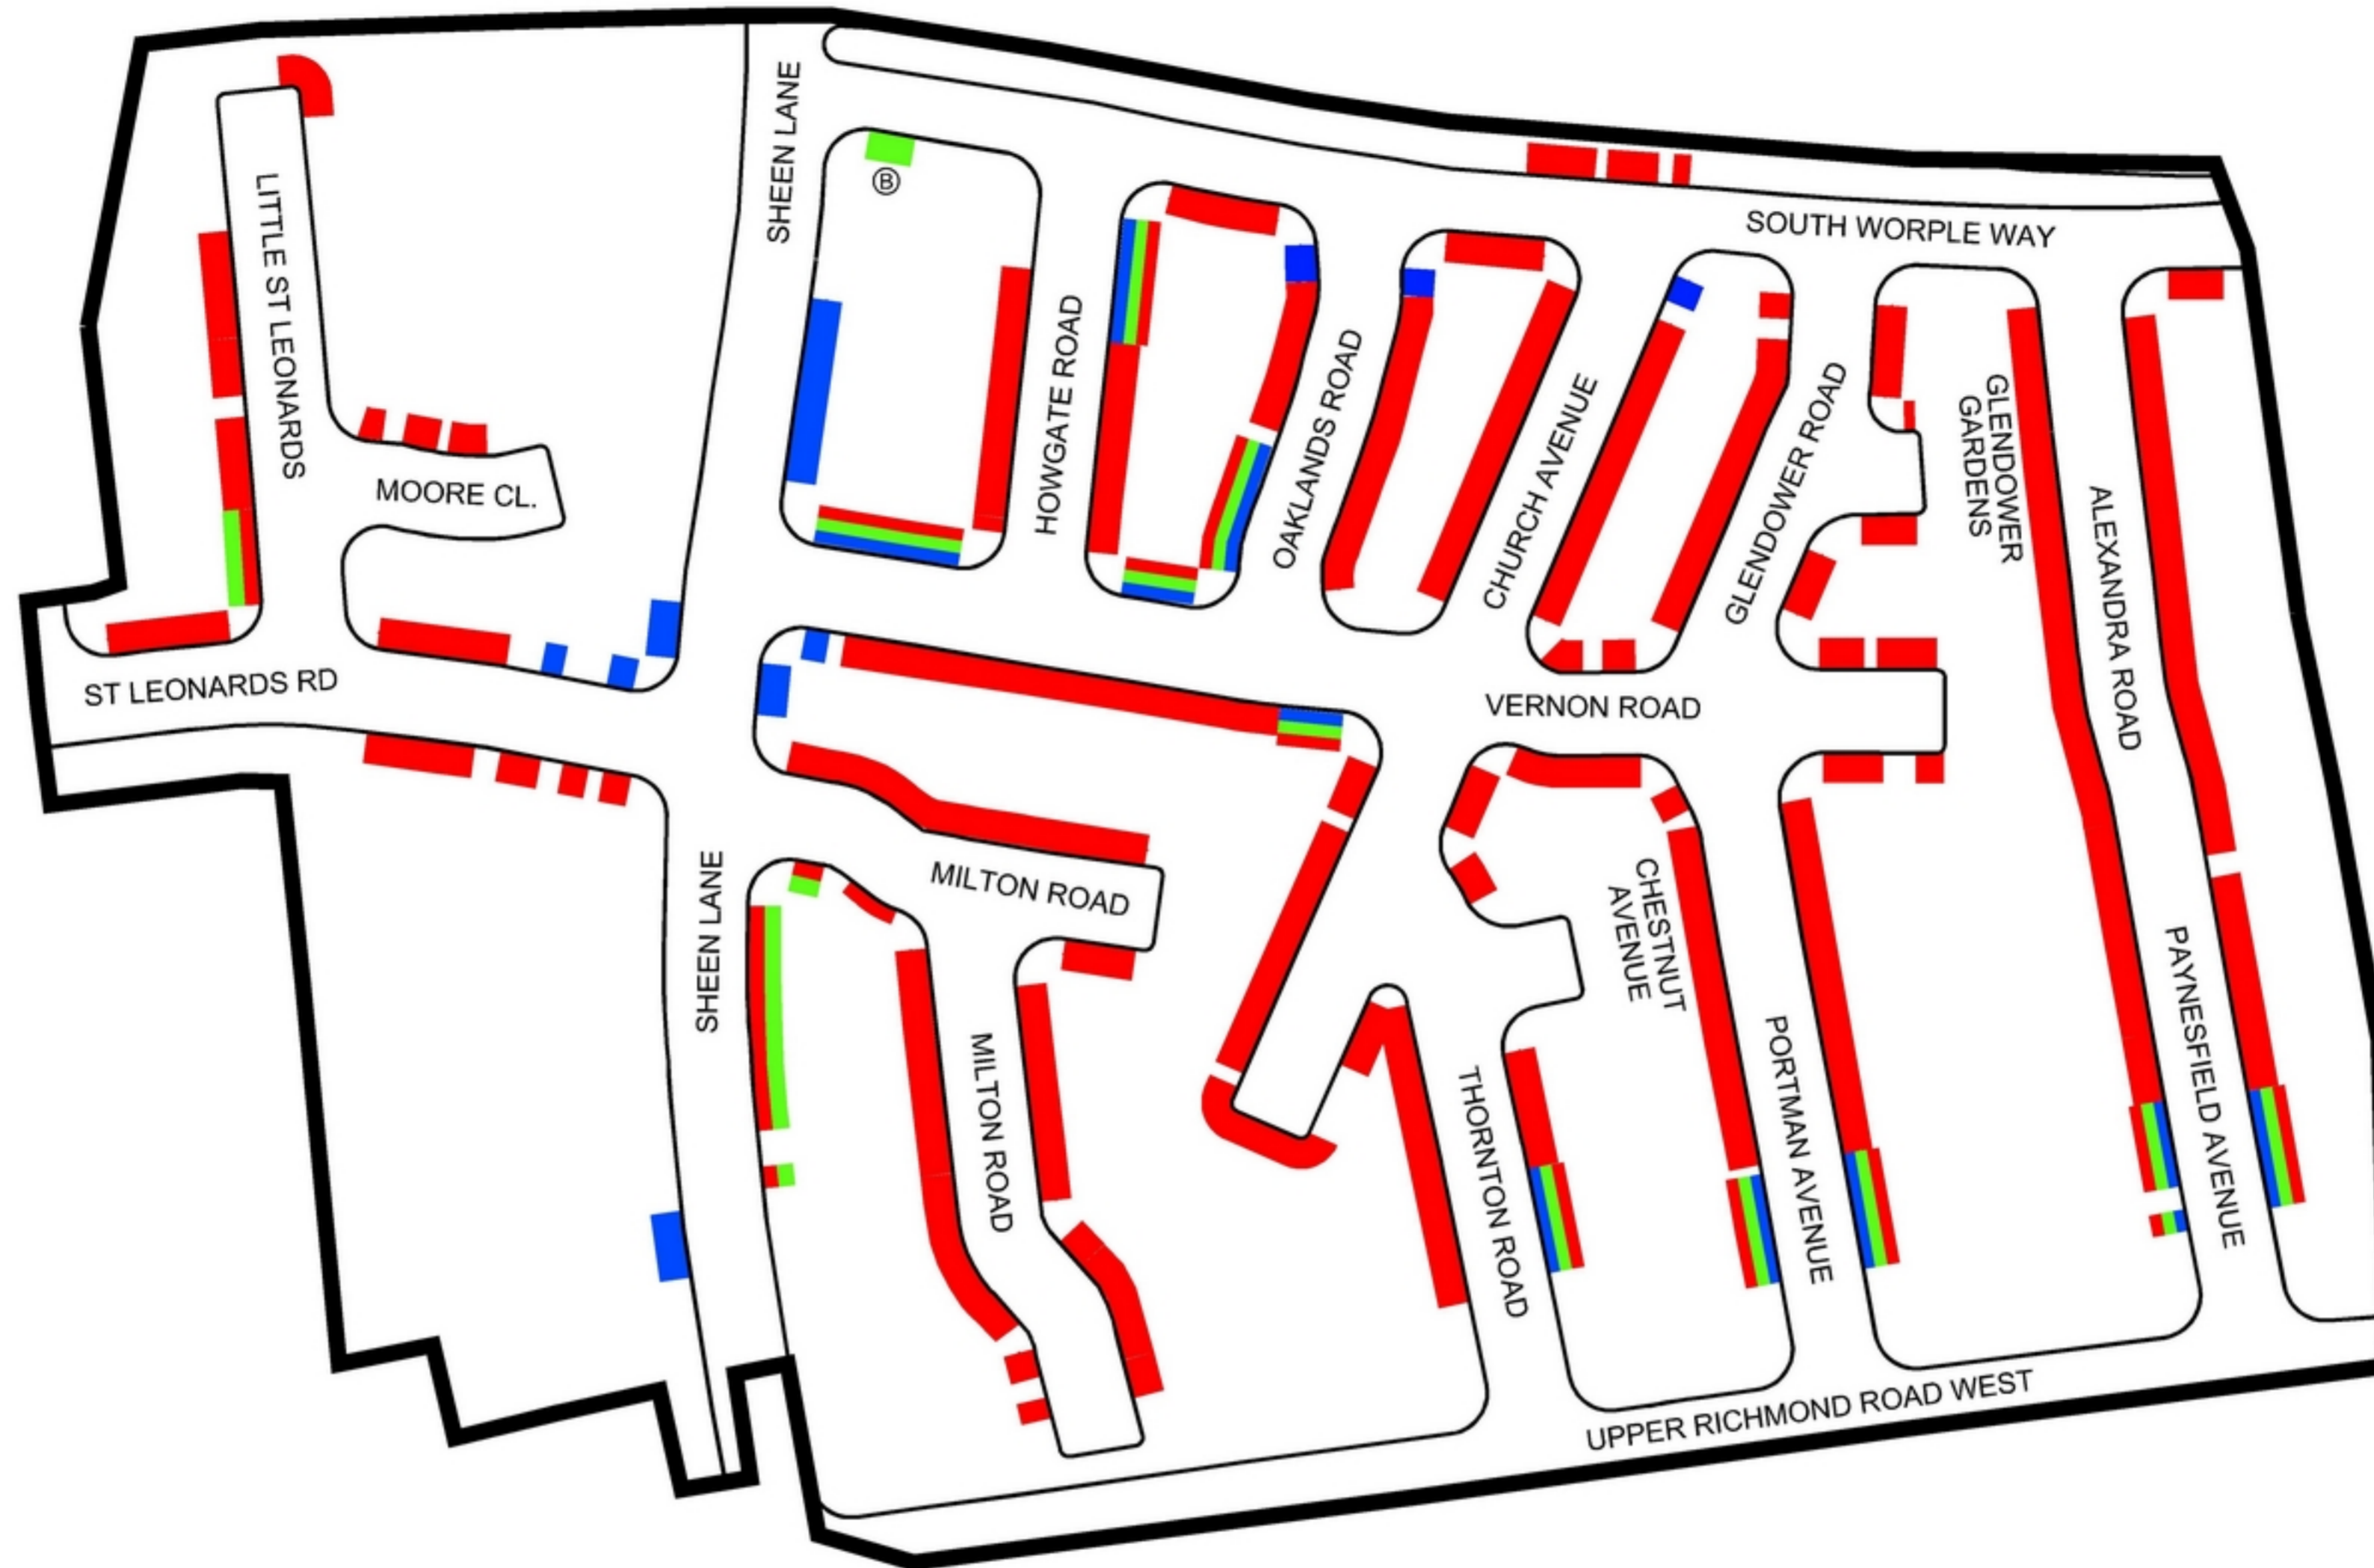 SHEEN LANE
B
LITTLE ST LEONARDS
SOUTH WORPLE WAY
HOWGATE ROAD
OAKLANDS ROAD
CHURCH AVENUE
GLENDOWER ROAD
GLENDOWER
GARDENS
ALEXANDRA ROAD
MOORE CL.
ST LEONARDS RD
VERNON ROAD
MILTON ROAD
SHEEN LANE
CHESTNUT
AVENUE
PAYNESFIELD AVENUE
MILTON ROAD
THORNTON ROAD
PORTMAN AVENUE
UPPER RICHMOND ROAD WEST